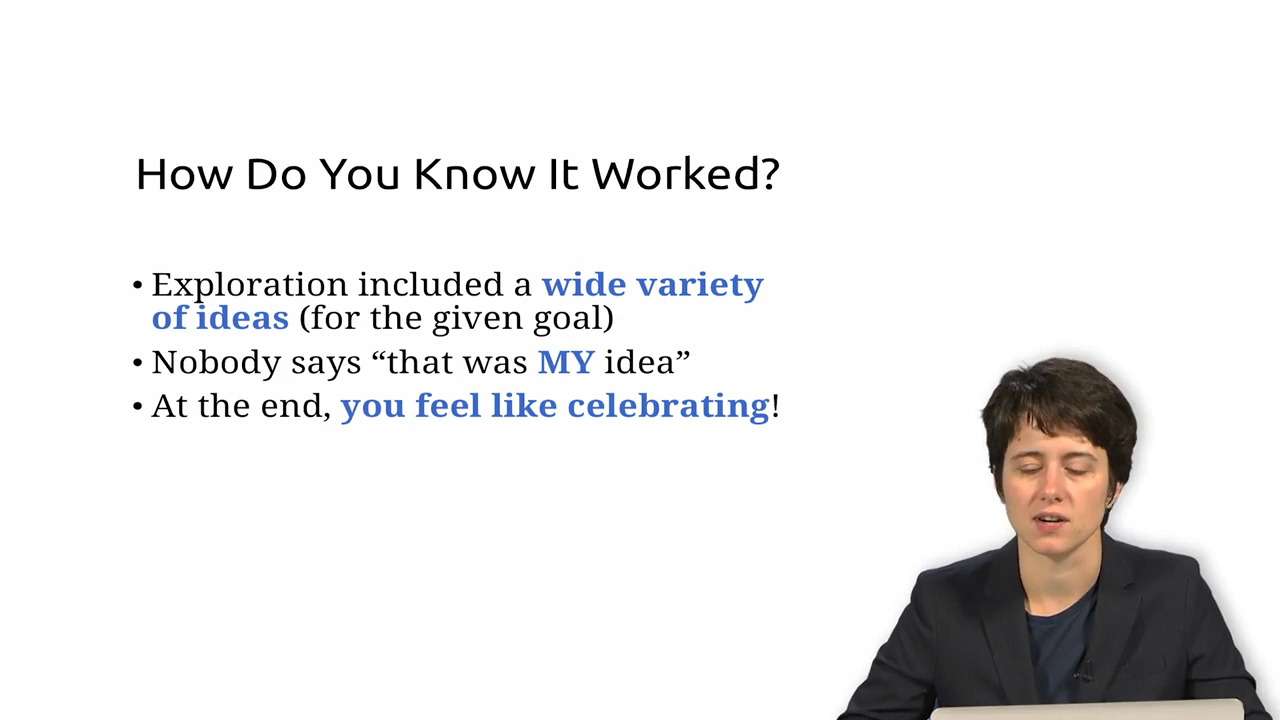 How Do You Know It Worked?
• Exploration included a wide variety
of ideas (for the given goal)
• Nobody says “that was MY idea”
• At the end, you feel like celebrating!